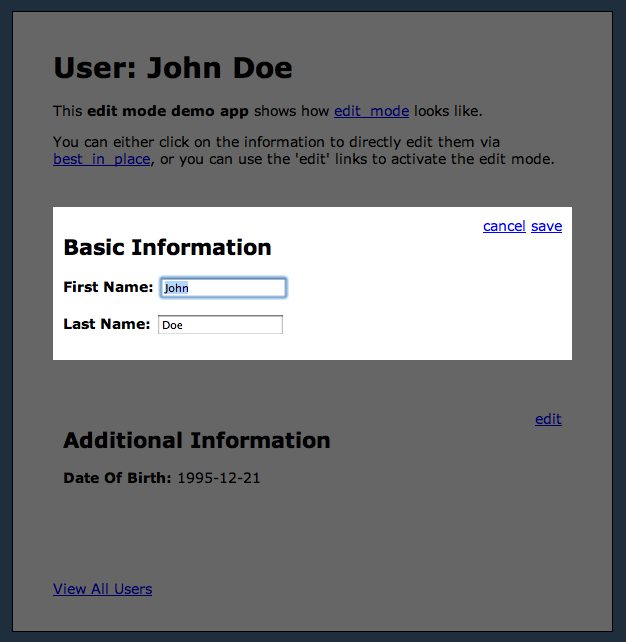 User: John Doe
This edit mode demo app shows how edit_mode looks like.
You can either click on the information to directly edit them via
best_in_place, or you can use the 'edit' links to activate the edit mode.
cancel save
Basic Information
First Name: John
Last Name: Doe
edit
Additional Information
Date Of Birth: 1995-12-21
View All Users